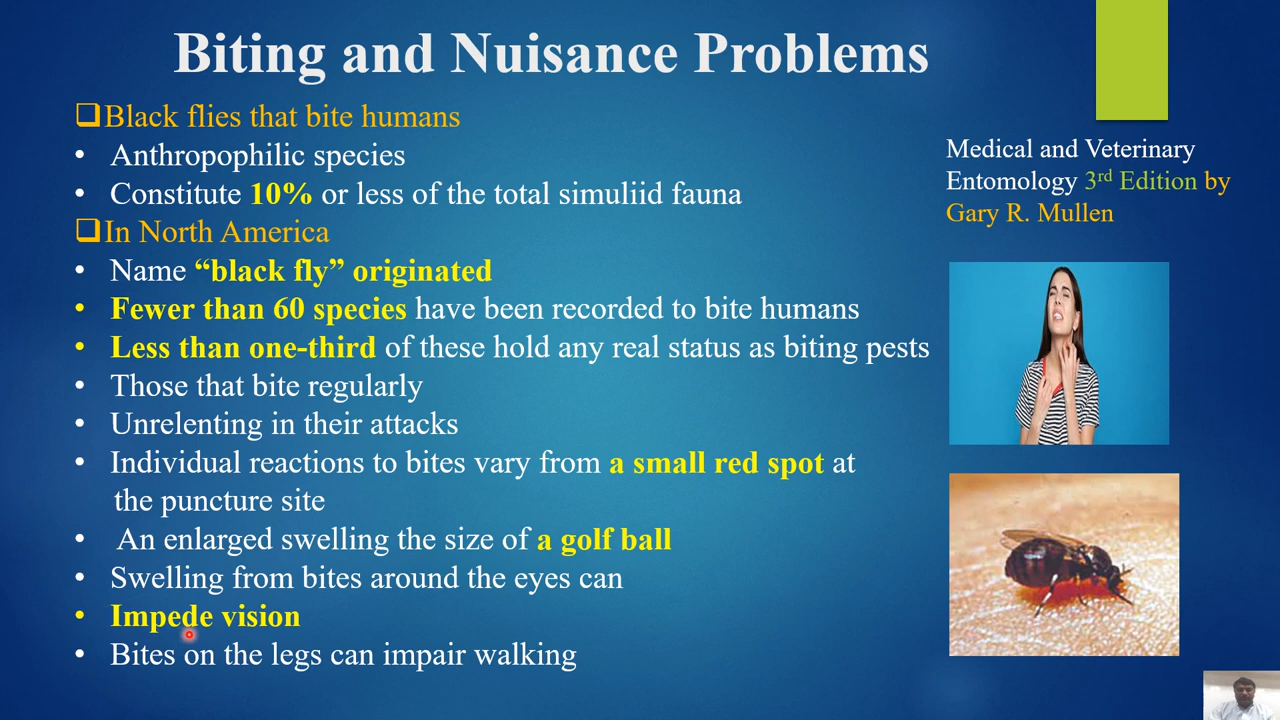 Biting and Nuisance Problems
❑Black flies that bite humans
• Anthropophilic species
• Constitute 10% or less of the total simuliid fauna
❑In North America
• Name “black fly” originated
• Fewer than 60 species have been recorded to bite humans
• Less than one-third of these hold any real status as biting pests
• Those that bite regularly
• Unrelenting in their attacks
• Individual reactions to bites vary from a small red spot at
the puncture site
• An enlarged swelling the size of a golf ball
• Swelling from bites around the eyes can
• Impede vision
• Bites on the legs can impair walking
Medical and Veterinary
Entomology 3rd Edition by
Gary R. Mullen